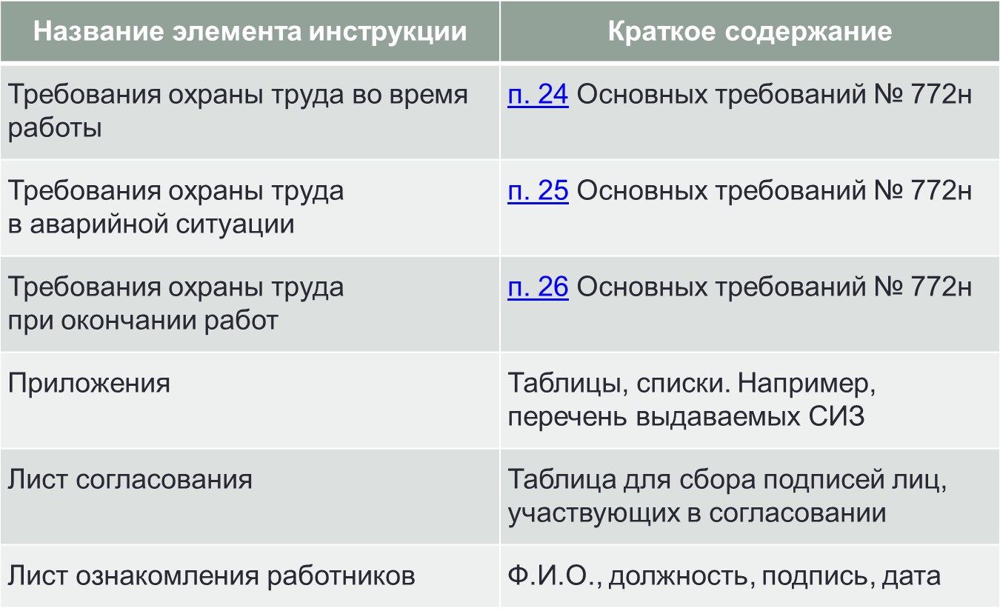 Название элемента инструкции
Краткое содержание
Требования охраны труда во время
работы
п. 24 Основных требований № 772н
Требования охраны труда
в аварийной ситуации
п. 25 Основных требований № 772н
Требования охраны труда
при окончании работ
п. 26 Основных требований № 772н
Приложения
Таблицы, списки. Например,
перечень выдаваемых СИЗ
Лист согласования
Таблица для сбора подписей лиц,
участвующих в согласовании
Лист ознакомления работников
Ф.И.О., должность, подпись, дата